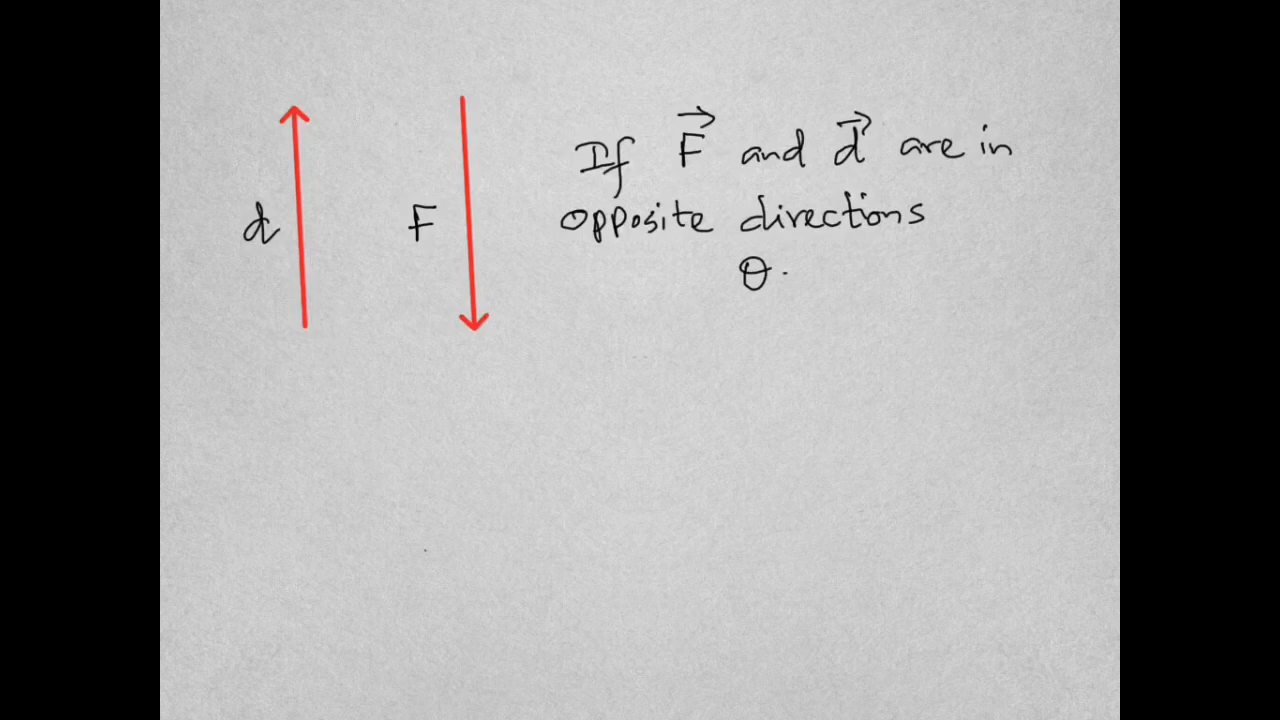 d
F
If F⃗ and d⃗ are in
opposite directions
θ